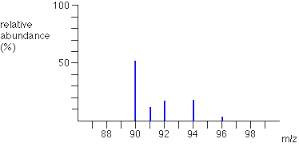 100
relative
abundance
(%)
50
88 90 92 94 96 98
m/z